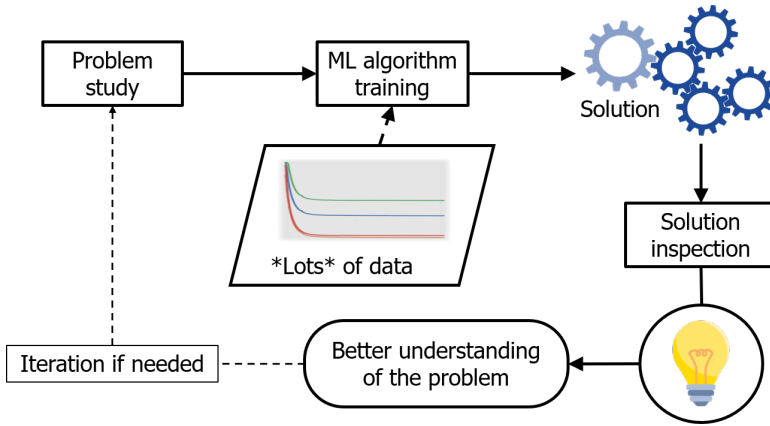 Problem
study
ML algorithm
training
Solution
*Lots* of data
Solution
inspection
Better understanding
of the problem
Iteration if needed